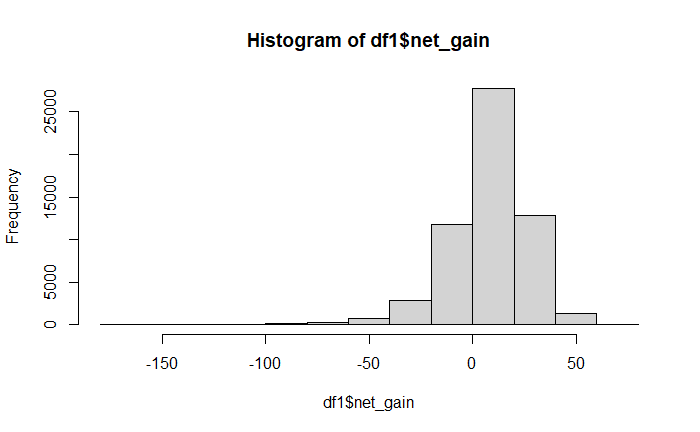 Histogram of df1$net_gain
25000
15000
5000
0
Frequency
-150 -100 -50 0 50
df1$net_gain